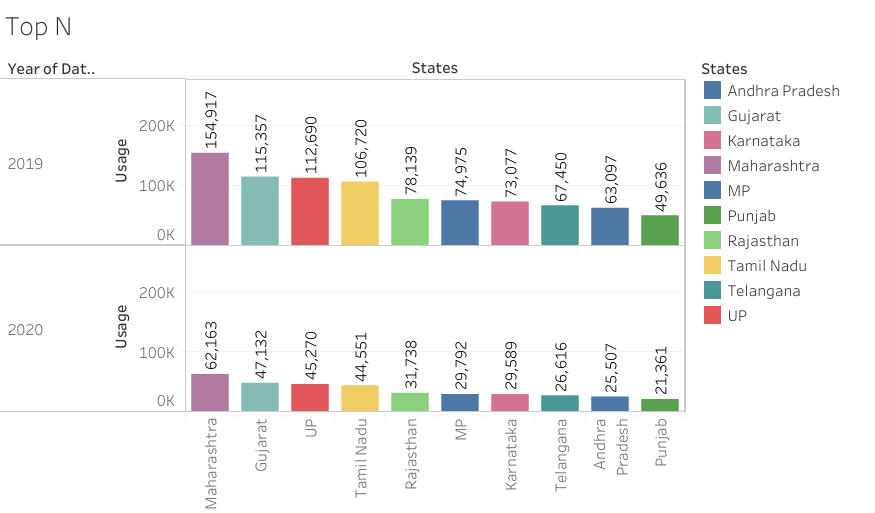 Top N
Year of Dat..
States
States
2019
Usage
200K
100K
0K
154,917
115,357
112,690
106,720
78,139
74,975
73,077
67,450
63,097
49,636
2020
Usage
200K
100K
0K
62,163
47,132
45,270
44,551
31,738
29,792
29,589
26,616
25,507
21,361
Maharashtra
Gujarat
UP
Tamil Nadu
Rajasthan
MP
Karnataka
Telangana
Andhra
Pradesh
Punjab
Andhra Pradesh
Gujarat
Karnataka
Maharashtra
MP
Punjab
Rajasthan
Tamil Nadu
Telangana
UP